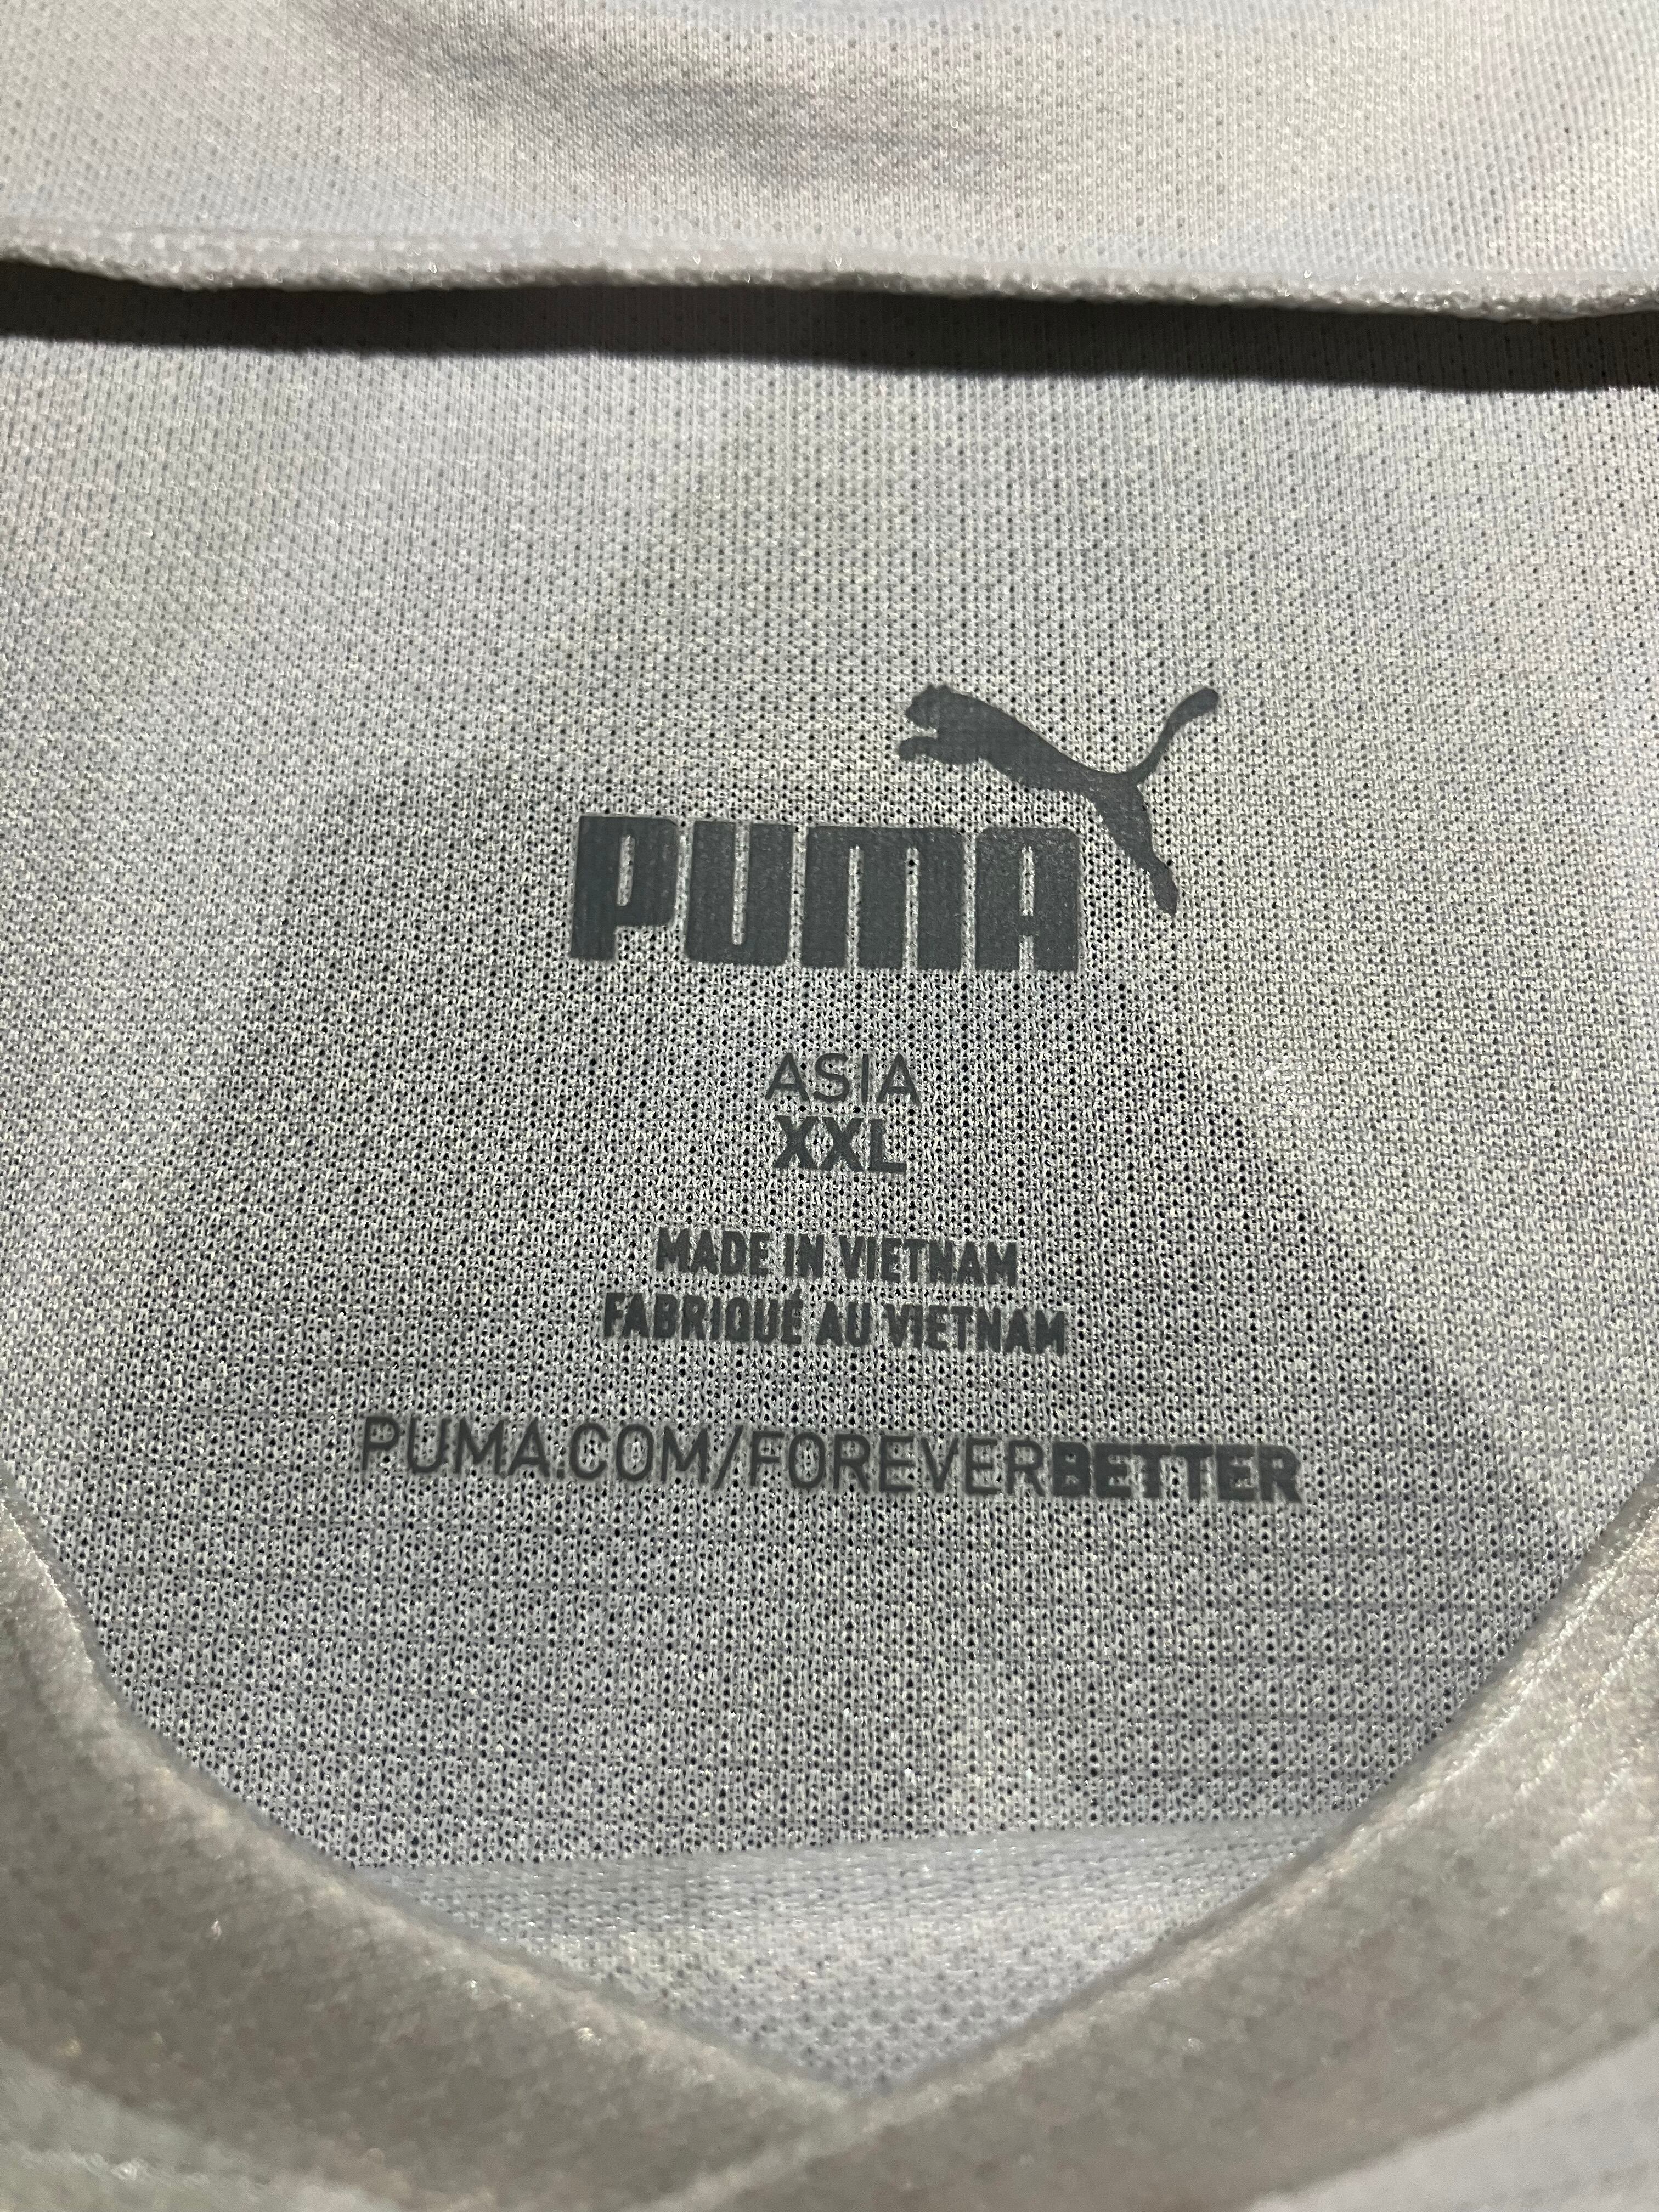 PUMA
ASIA
XXL
MADE IN VIETNAM
FABRIQUÉ AU VIETNAM
PUMA.COM/FOREVERBETTER